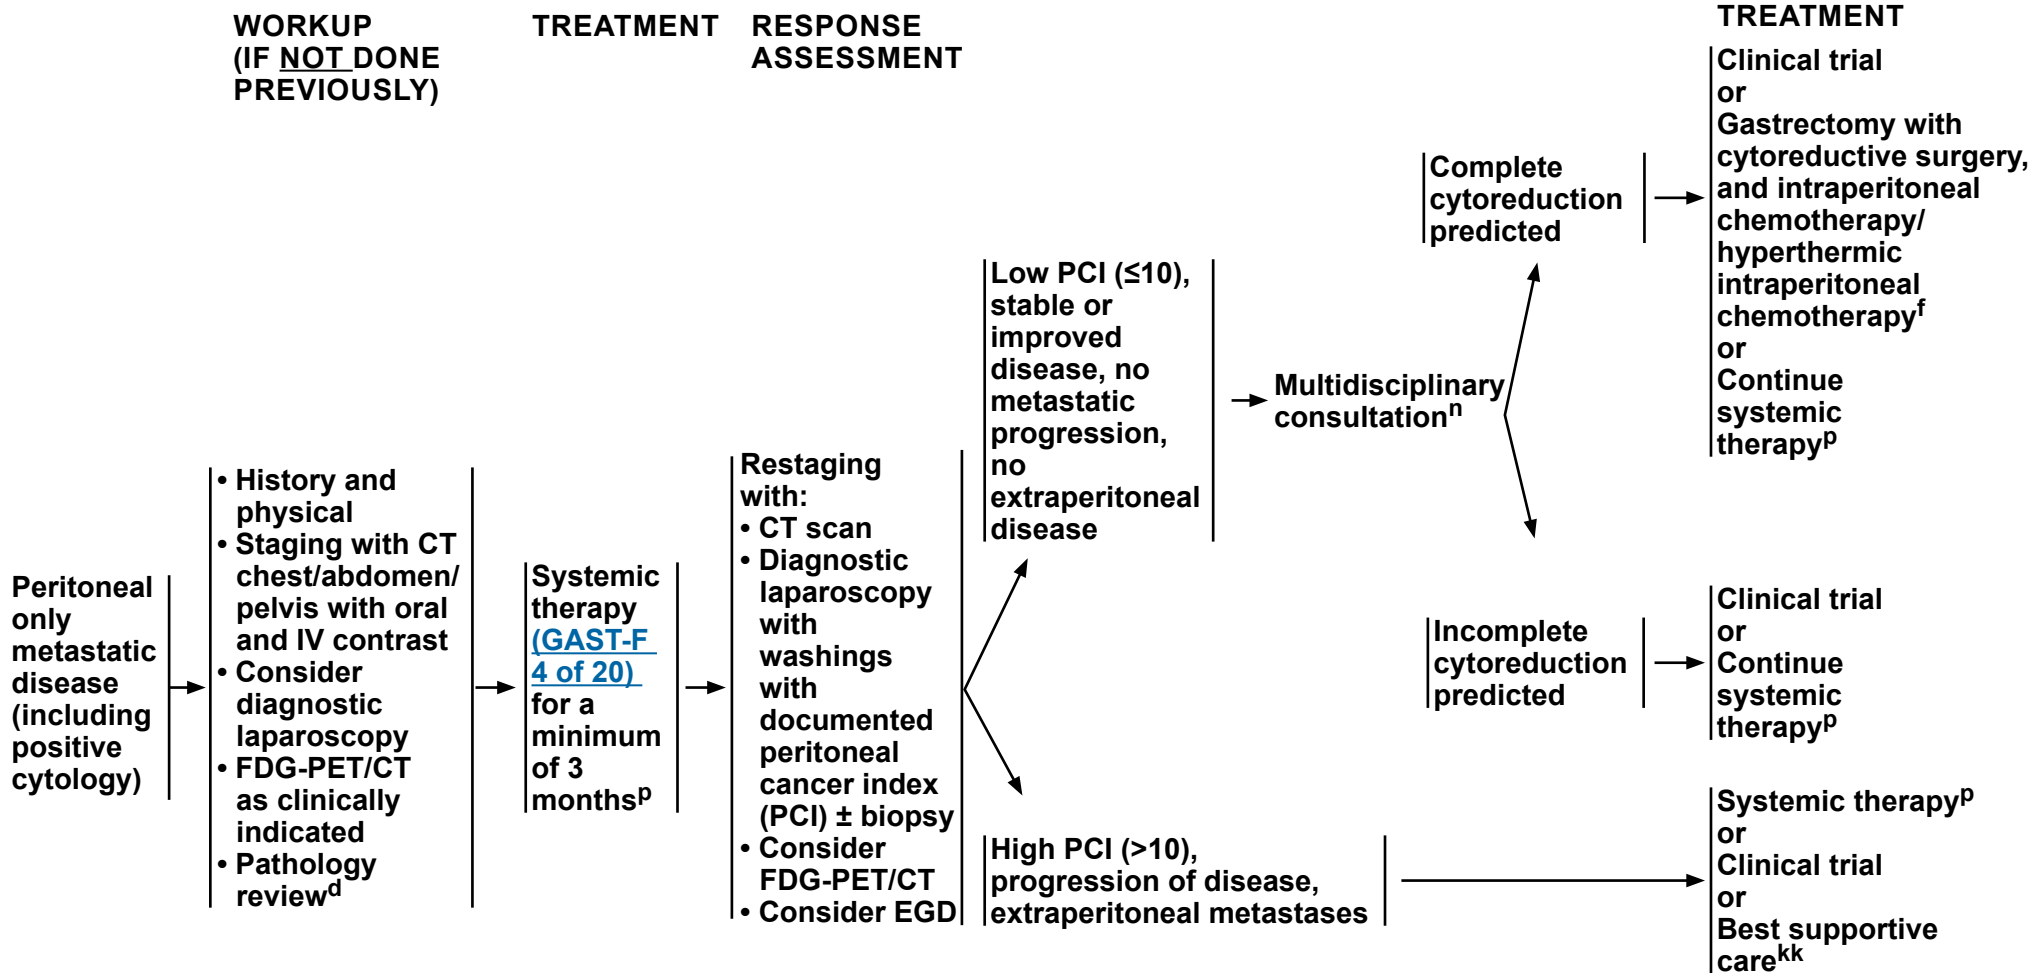 WORKUP
(IF NOT DONE
PREVIOUSLY)
TREATMENT
RESPONSE
ASSESSMENT
TREATMENT
Peritoneal
only
metastatic
disease
(including
positive
cytology)
• History and
physical
• Staging with CT
chest/abdomen/
pelvis with oral
and IV contrast
• Consider
diagnostic
laparoscopy
• FDG-PET/CT
as clinically
indicated
• Pathology
reviewᵈ
Systemic
therapy
(GAST-F
4 of 20)
for a
minimum
of 3
monthsᵖ
Restaging
with:
• CT scan
• Diagnostic
laparoscopy
with
washings
with
documented
peritoneal
cancer index
(PCI) ± biopsy
• Consider
FDG-PET/CT
• Consider EGD
Low PCI (≤10),
stable or
improved
disease, no
metastatic
progression,
no
extraperitoneal
disease
Multidisciplinary
consultationⁿ
Complete
cytoreduction
predicted
Clinical trial
or
Gastrectomy with
cytoreductive surgery,
and intraperitoneal
chemotherapy/
hyperthermic
intraperitoneal
chemotherapyᶠ
or
Continue
systemic
therapyᵖ
Incomplete
cytoreduction
predicted
Clinical trial
or
Continue
systemic
therapyᵖ
High PCI (>10),
progression of disease,
extraperitoneal metastases
Systemic therapyᵖ
or
Clinical trial
or
Best supportive
careᵏᵏ